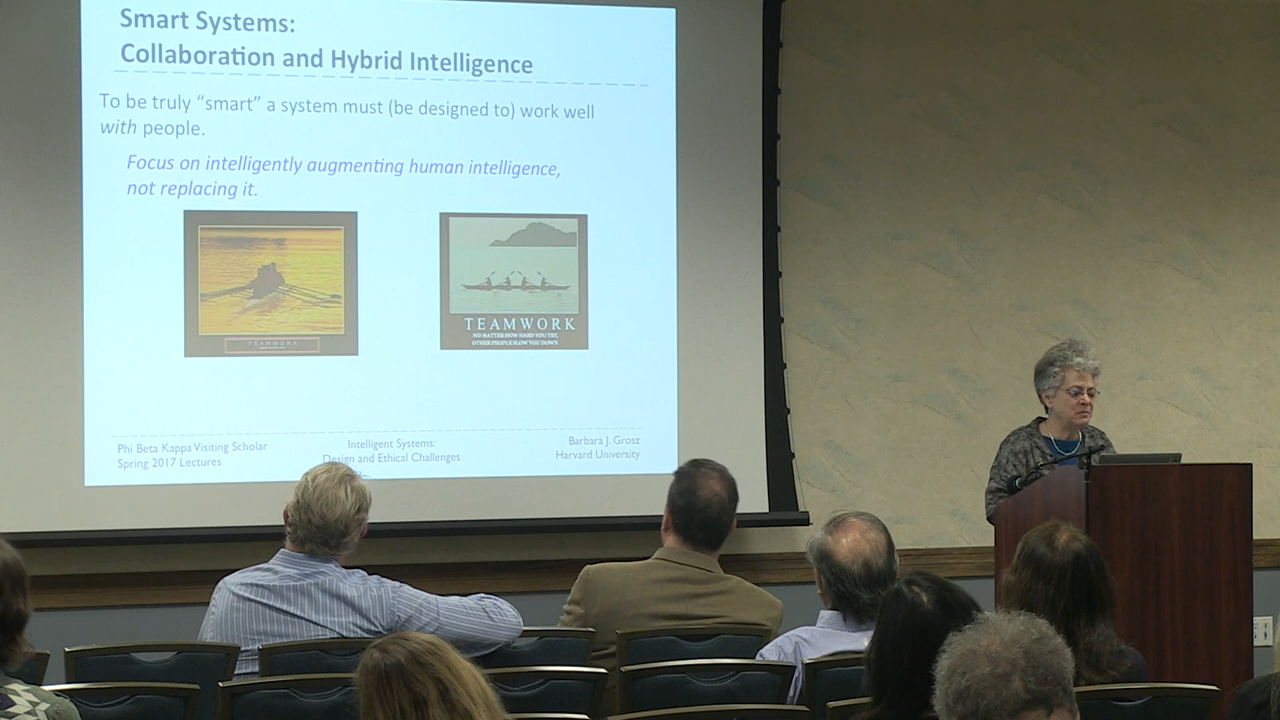 Smart Systems:
Collaboration and Hybrid Intelligence
To be truly “smart” a system must (be designed to) work well
with people.
Focus on intelligently augmenting human intelligence,
not replacing it.
TEAMWORK
TEAMWORK
NO MATTER HOW HARD YOU TRY,
OTHER PEOPLE SLOW YOU DOWN
Phi Beta Kappa Visiting Scholar
Spring 2017 Lectures
Intelligent Systems:
Design and Ethical Challenges
Barbara J. Grosz
Harvard University